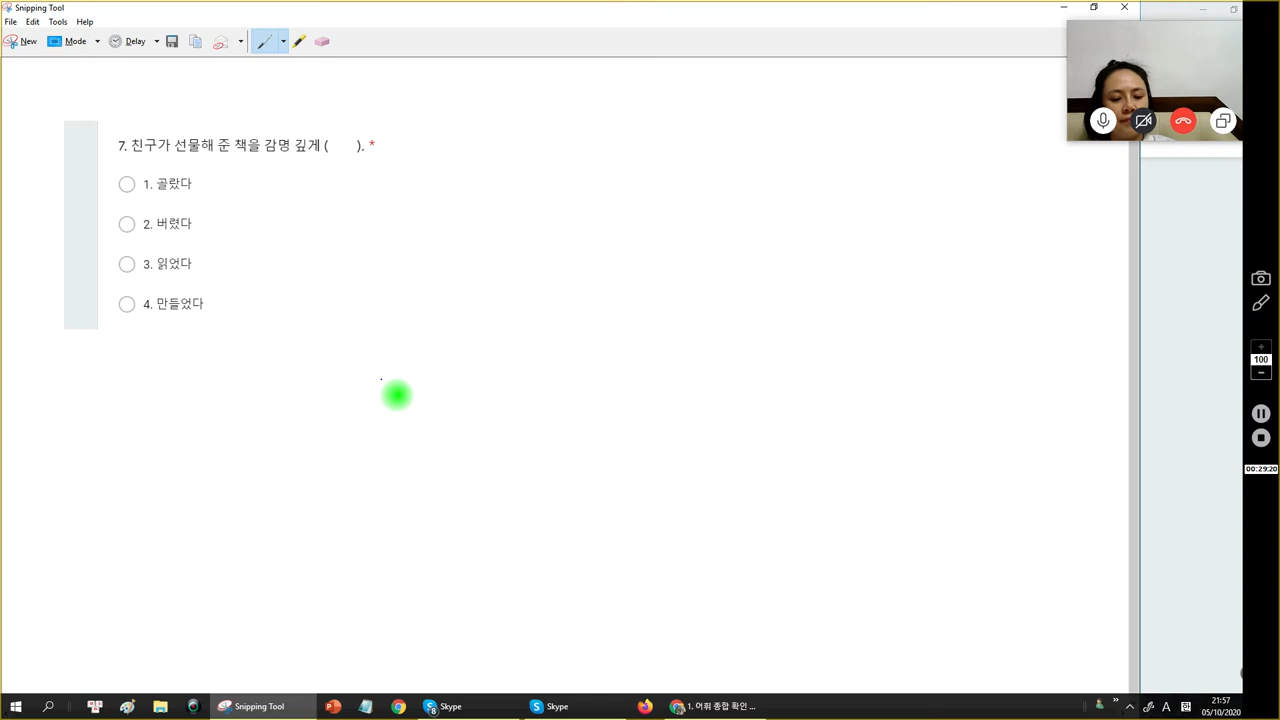 Snipping Tool
File Edit Tools Help
New Mode Delay
7. 친구가 선물해 준 책을 감명 깊게 ( ). *
1. 골랐다
2. 버렸다
3. 읽었다
4. 만들었다
100
00:29:20
Snipping Tool
8 Skype
Skype
1. 어휘 종합 확인 ...
A
21:57
05/10/2020